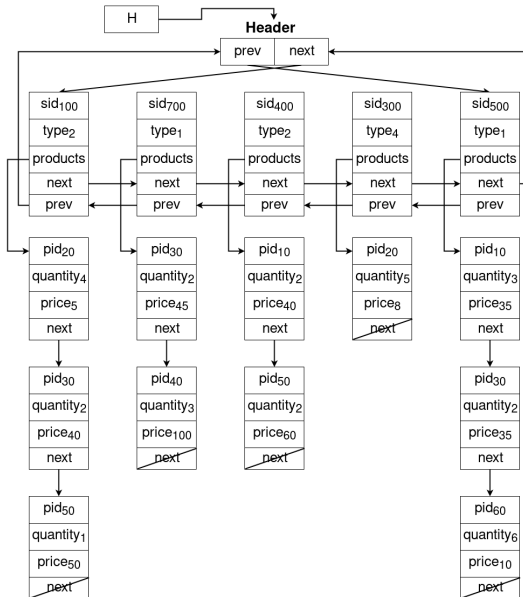 H
Header
prev next
sid100 sid700 sid400 sid300 sid500
type2 type1 type2 type4 type1
products products products products products
next next next next next
prev prev prev prev prev
pid20 pid30 pid10 pid20 pid10
quantity4 quantity2 quantity2 quantity5 quantity3
price5 price45 price40 price8 price35
next next next next next
pid30 pid40 pid50 pid30
quantity2 quantity3 quantity2 quantity2
price40 price100 price60 price35
next next next next
pid50 pid60
quantity1 quantity6
price50 price10
next next